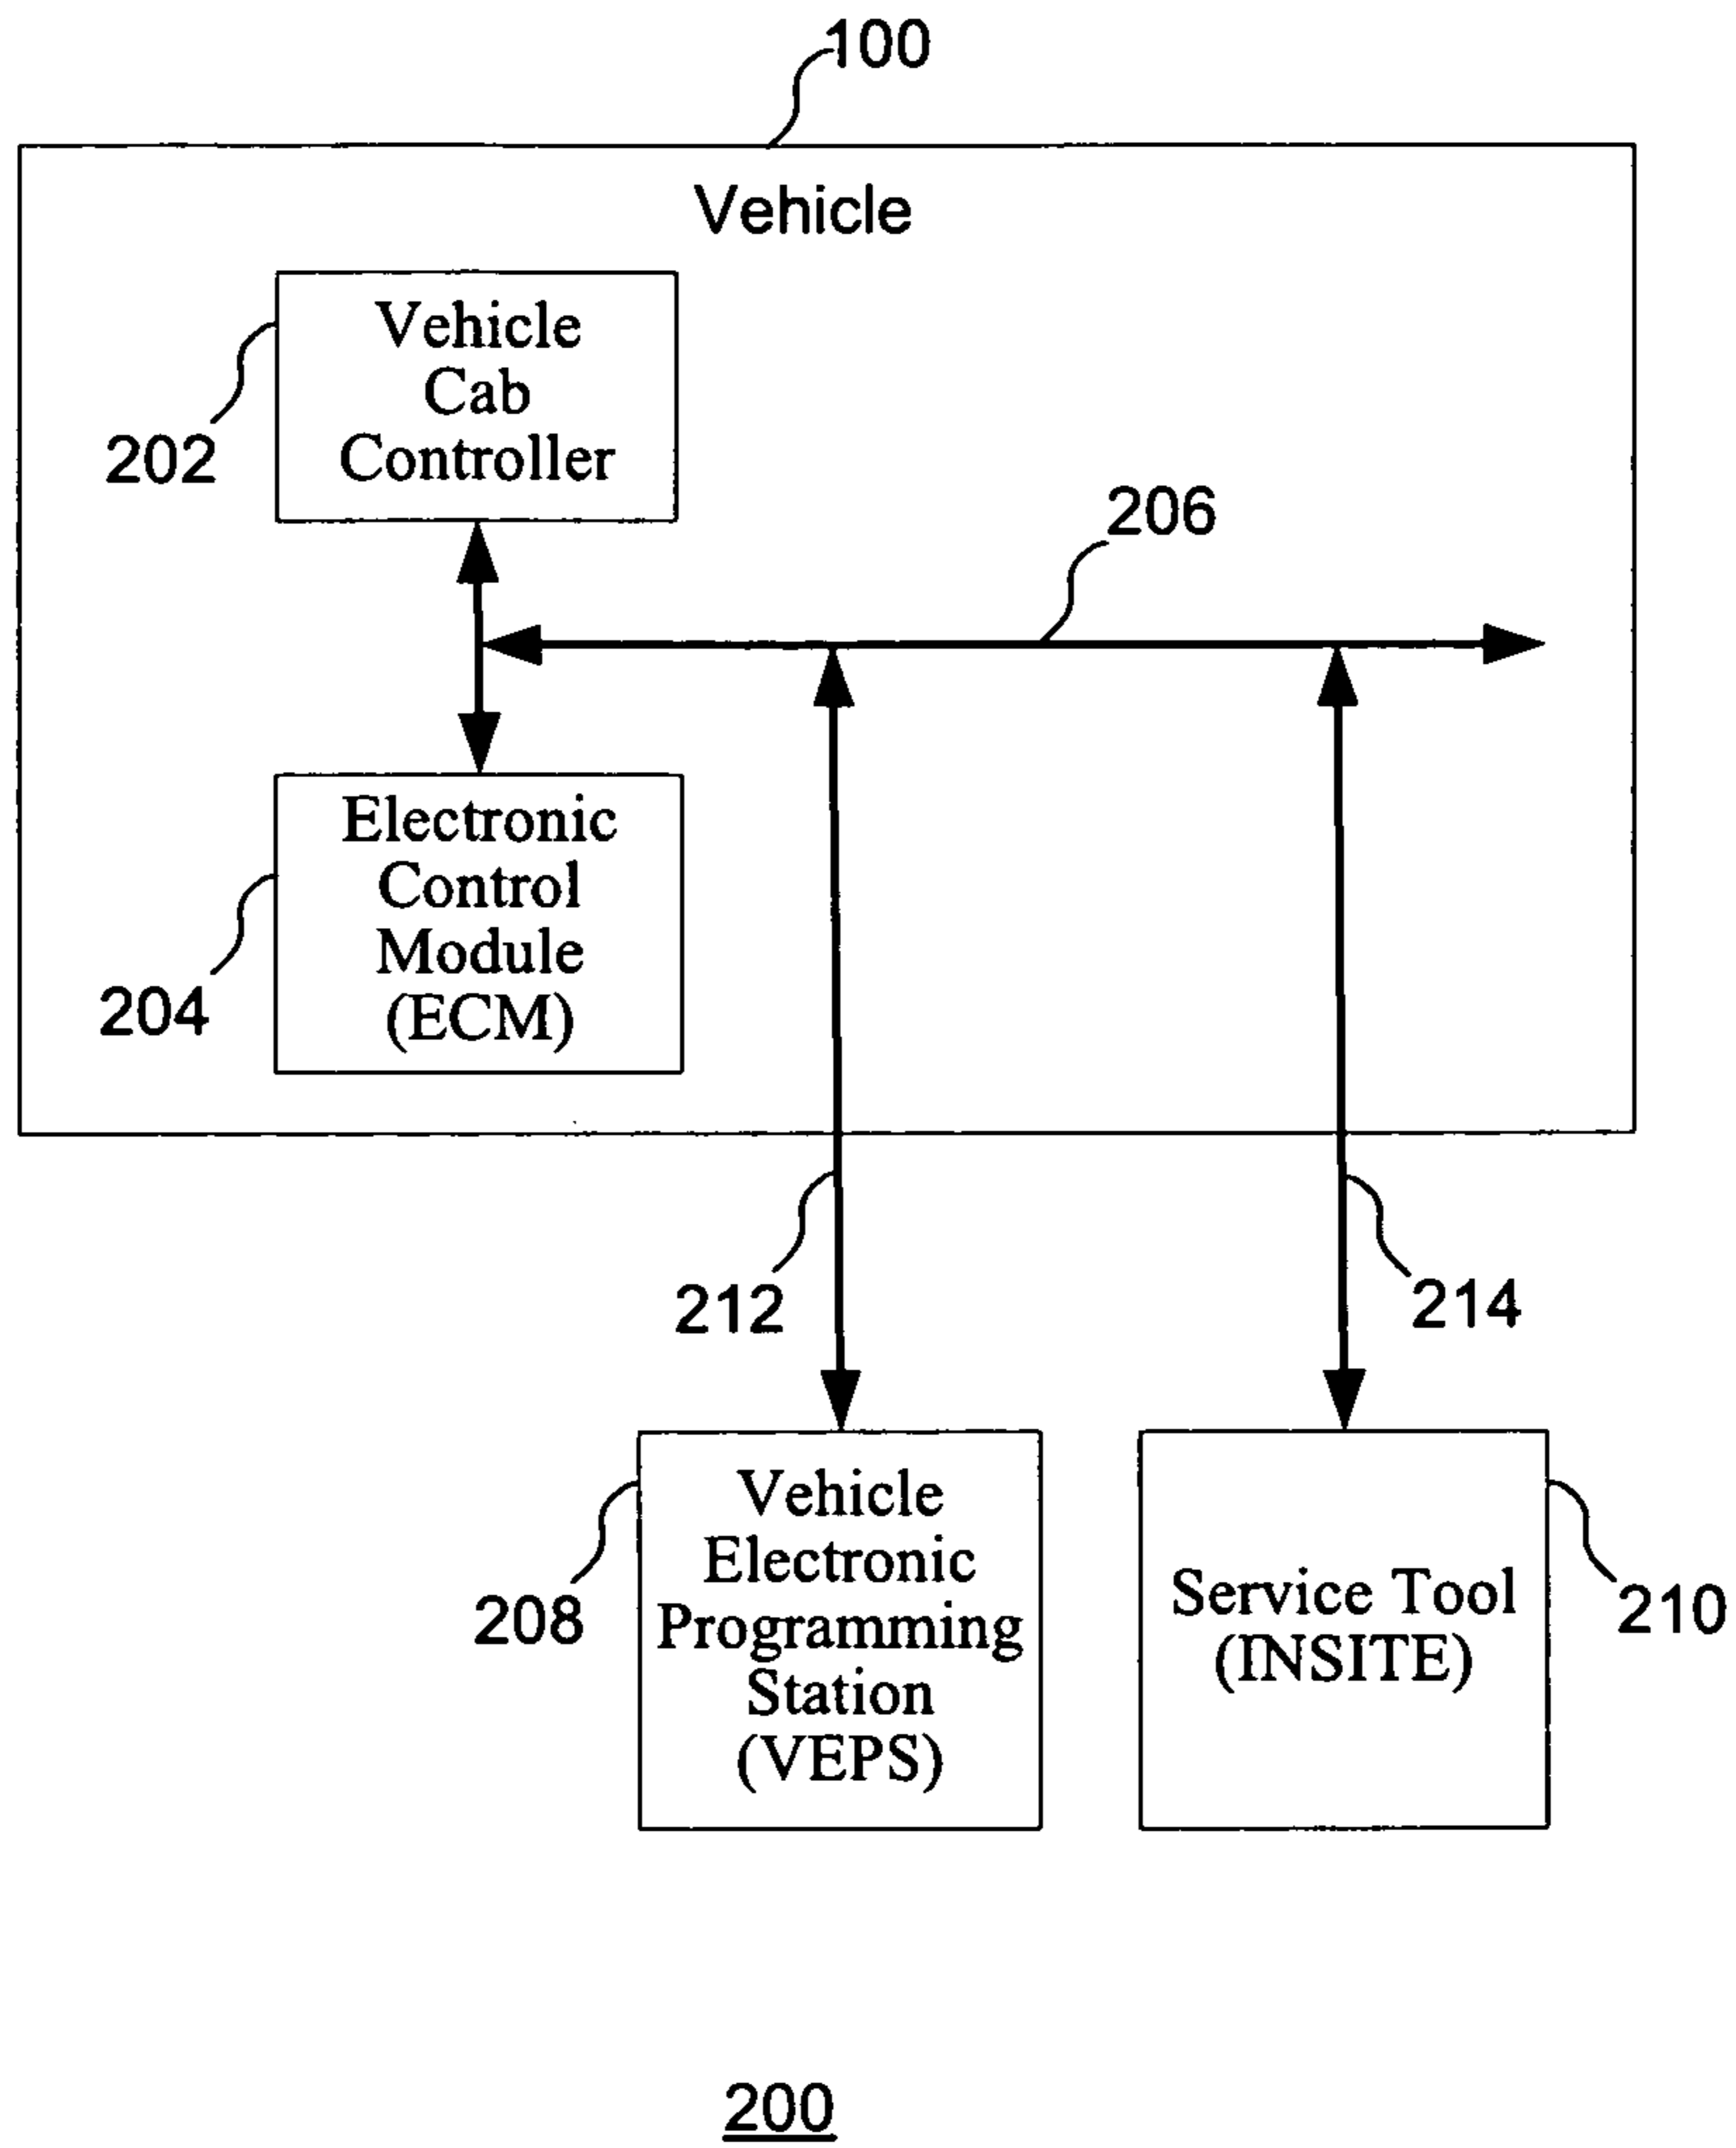 100
Vehicle
Vehicle
Cab
Controller
202
206
Electronic
Control
Module
(ECM)
204
212
214
Vehicle
Electronic
Programming
Station
(VEPS)
208
Service Tool
(INSITE)
210
200